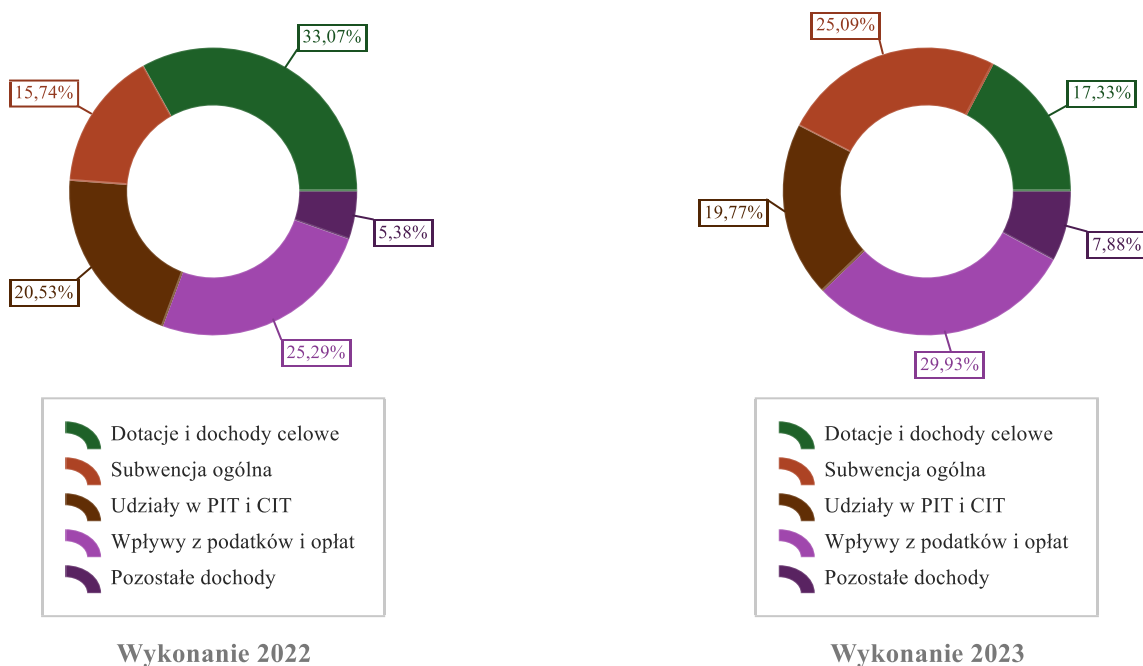 33,07%
15,74%
5,38%
20,53%
25,29%
Dotacje i dochody celowe
Subwencja ogólna
Udziały w PIT i CIT
Wpływy z podatków i opłat
Pozostałe dochody
Wykonanie 2022
25,09%
17,33%
19,77%
7,88%
29,93%
Dotacje i dochody celowe
Subwencja ogólna
Udziały w PIT i CIT
Wpływy z podatków i opłat
Pozostałe dochody
Wykonanie 2023